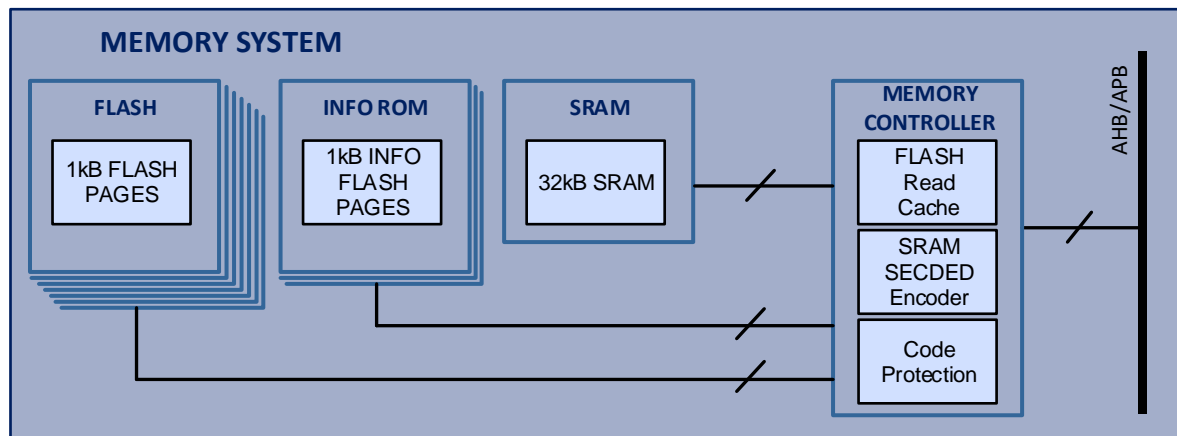 MEMORY SYSTEM
FLASH
1kB FLASH
PAGES
INFO ROM
1kB INFO
FLASH
PAGES
SRAM
32kB SRAM
MEMORY
CONTROLLER
FLASH
Read
Cache
SRAM
SECDED
Encoder
Code
Protection
AHB/APB